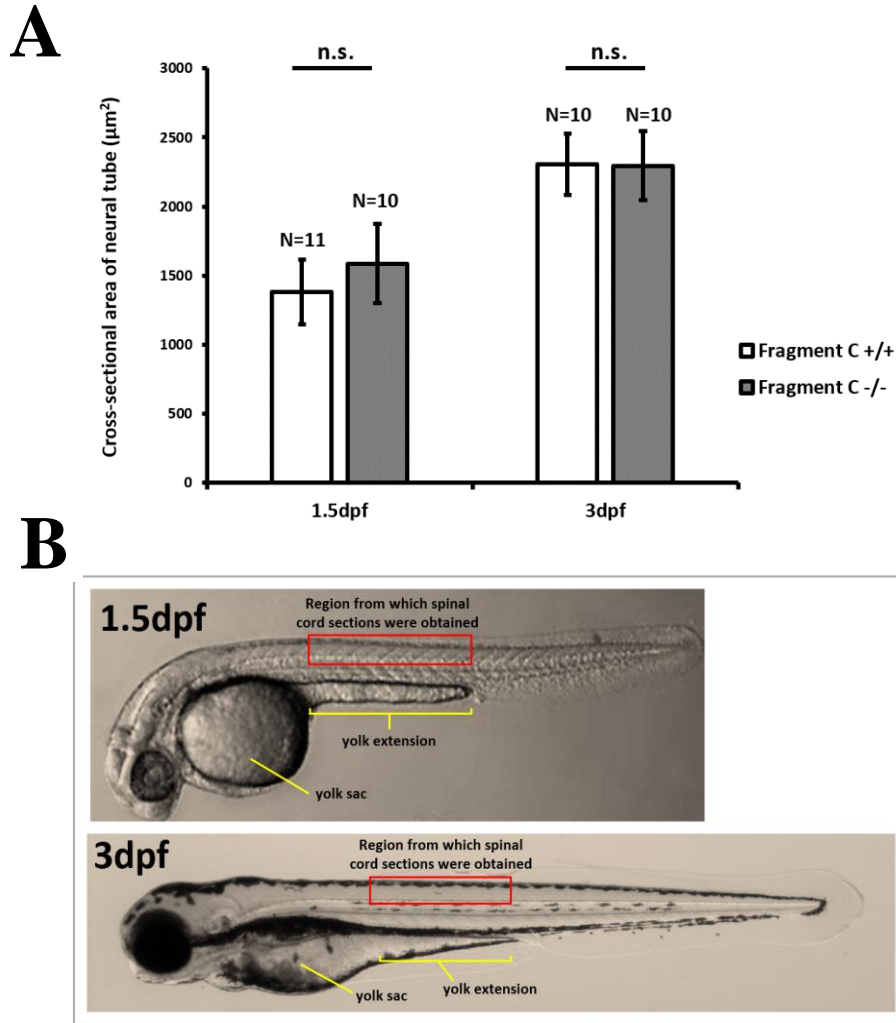 A
n.s.
n.s.
3000
2500
2000
1500
1000
500
0
Cross-sectional area of neural tube (µm²)
N=11
N=10
N=10
N=10
1.5dpf
3dpf
Fragment C +/+
Fragment C -/-
B
1.5dpf
Region from which spinal
cord sections were obtained
yolk extension
yolk sac
3dpf
Region from which spinal
cord sections were obtained
yolk extension
yolk sac